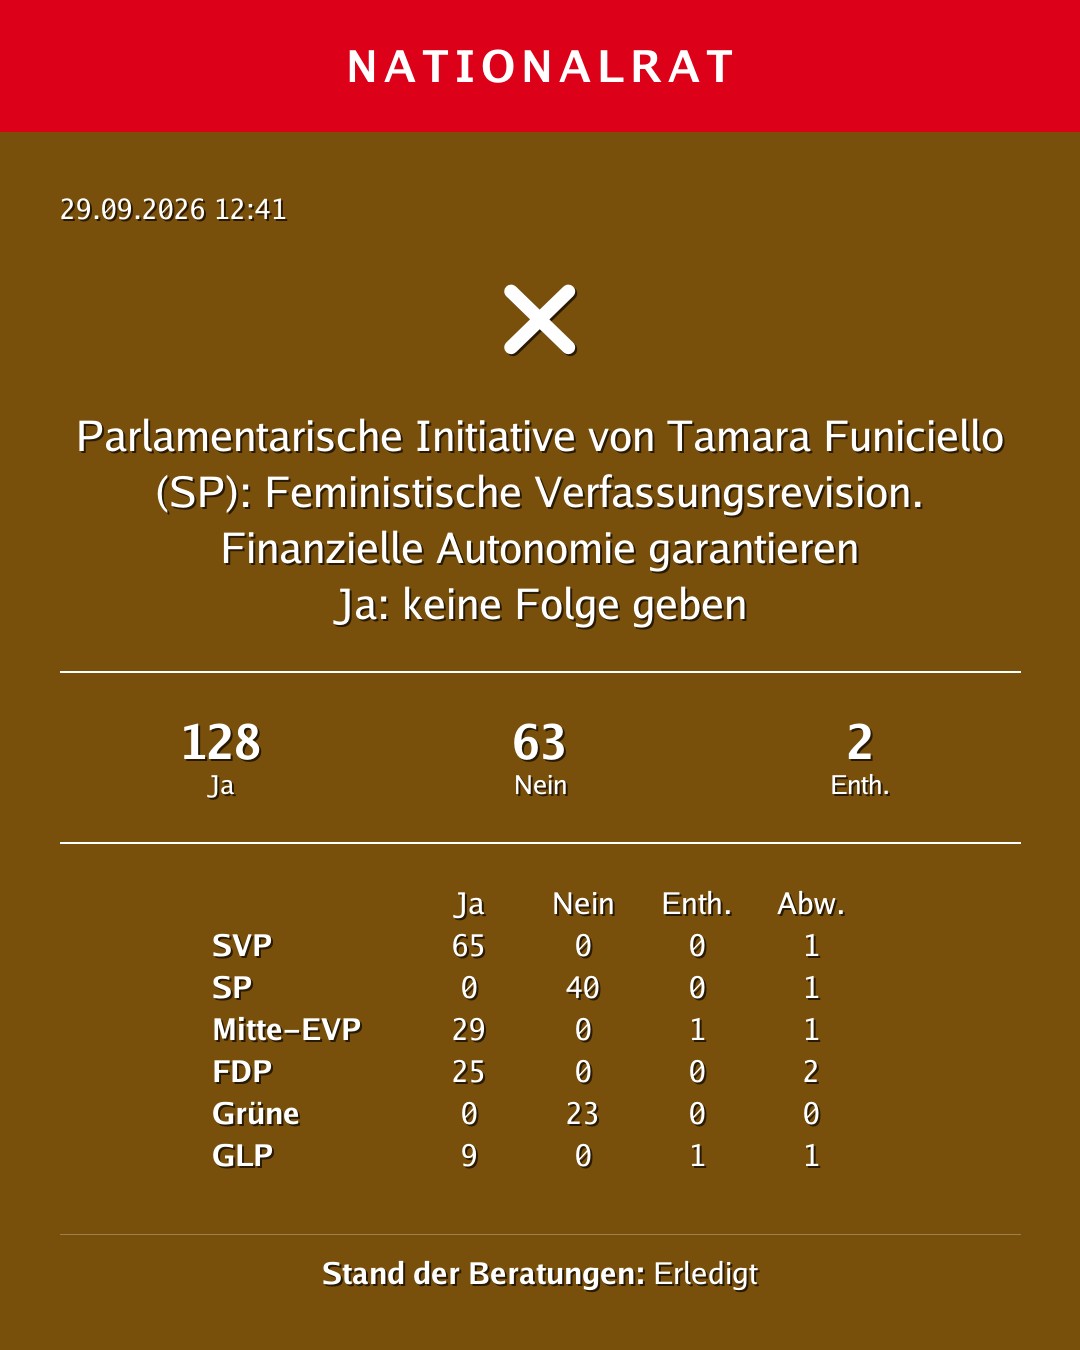 NATIONALRAT
29.09.2026 12:41
Parlamentarische Initiative von Tamara Funiciello
(SP): Feministische Verfassungsrevision.
Finanzielle Autonomie garantieren
Ja: keine Folge geben
128 63 2
Ja Nein Enth.
Ja Nein Enth. Abw.
SVP 65 0 0 1
SP 0 40 0 1
Mitte–EVP 29 0 1 1
FDP 25 0 0 2
Grüne 0 23 0 0
GLP 9 0 1 1
Stand der Beratungen: Erledigt